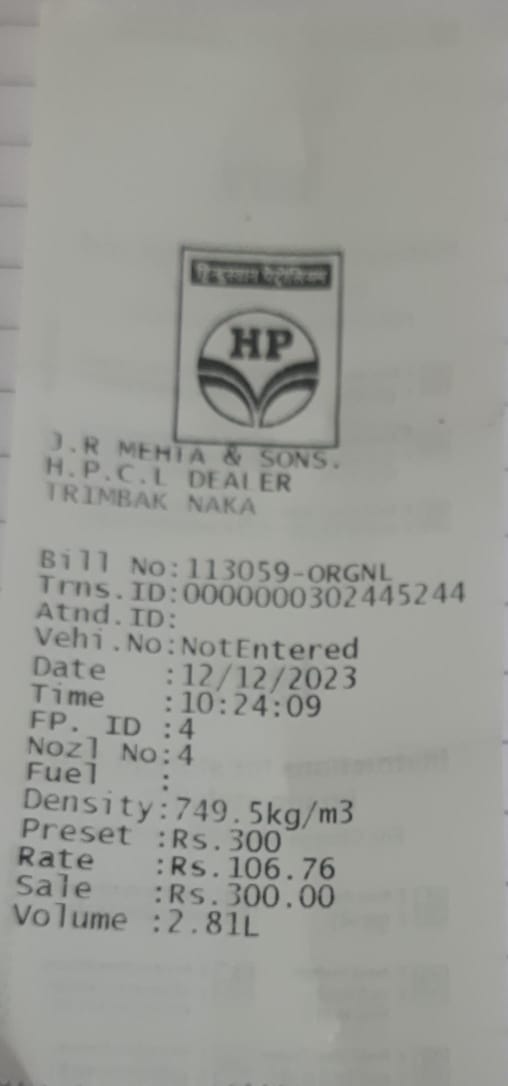 हिन्दुस्तान पेट्रोलियम
HP
J.R MEHTA & SONS.
H.P.C.L DEALER
TRIMBAK NAKA
Bill No:113059-ORGNL
Trns.ID:0000000302445244
Atnd.ID:
Vehi.No:NotEntered
Date :12/12/2023
Time :10:24:09
FP. ID :4
Nozl No:4
Fuel :
Density:749.5kg/m3
Preset :Rs.300
Rate :Rs.106.76
Sale :Rs.300.00
Volume :2.81L